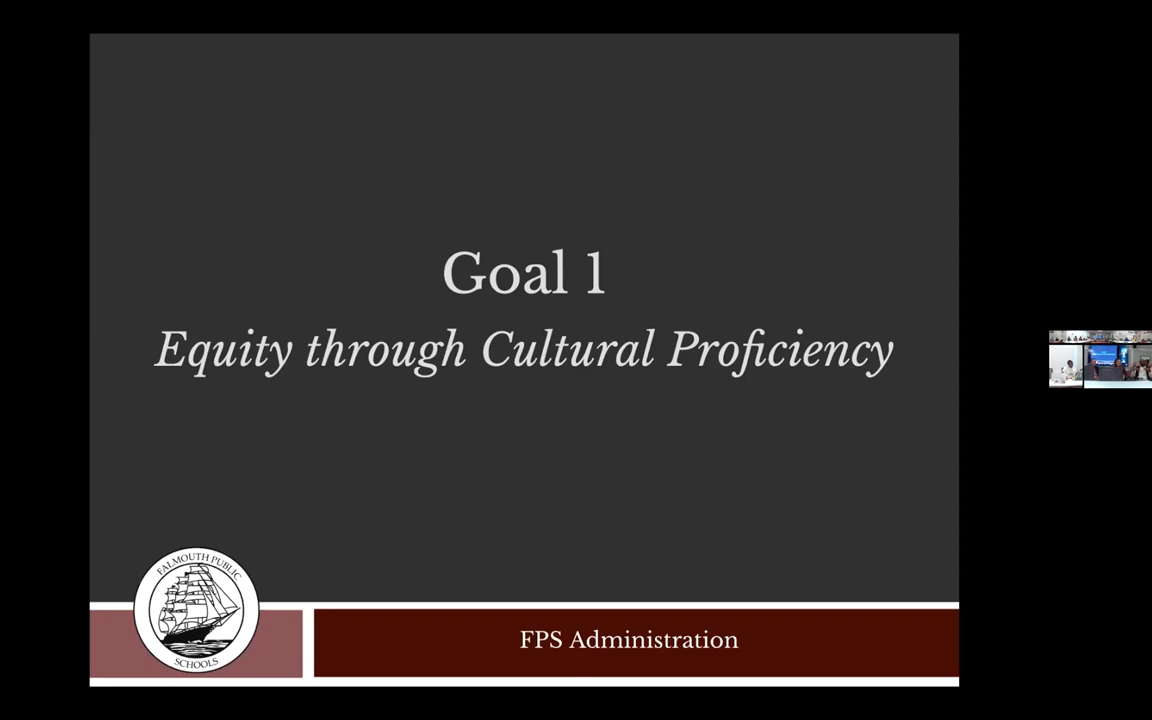 Goal 1
Equity through Cultural Proficiency
FALMOUTH PUBLIC
SCHOOLS
FPS Administration